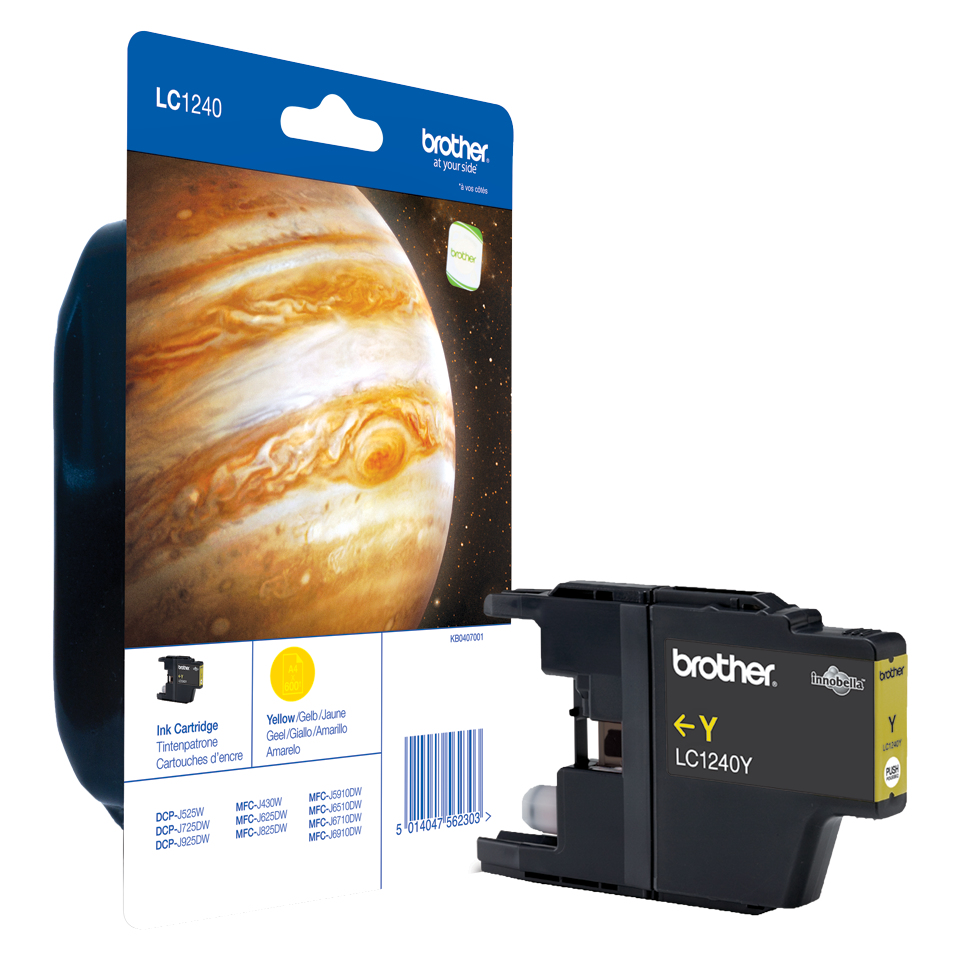 LC1240
brother
at your side
*à vos côtés
brother
KB0407001
A4
600
Ink Cartridge
Tintenpatrone
Cartouches d'encre
Yellow/Gelb/Jaune
Geel/Giallo/Amarillo
Amarelo
DCP-J525W
DCP-J725DW
DCP-J925DW
MFC-J430W
MFC-J625DW
MFC-J825DW
MFC-J5910DW
MFC-J6510DW
MFC-J6710DW
MFC-J6910DW
5 014047 562303 >
brother
←Y
LC1240Y
innobella
brother
Y
LC1240Y
PUSH